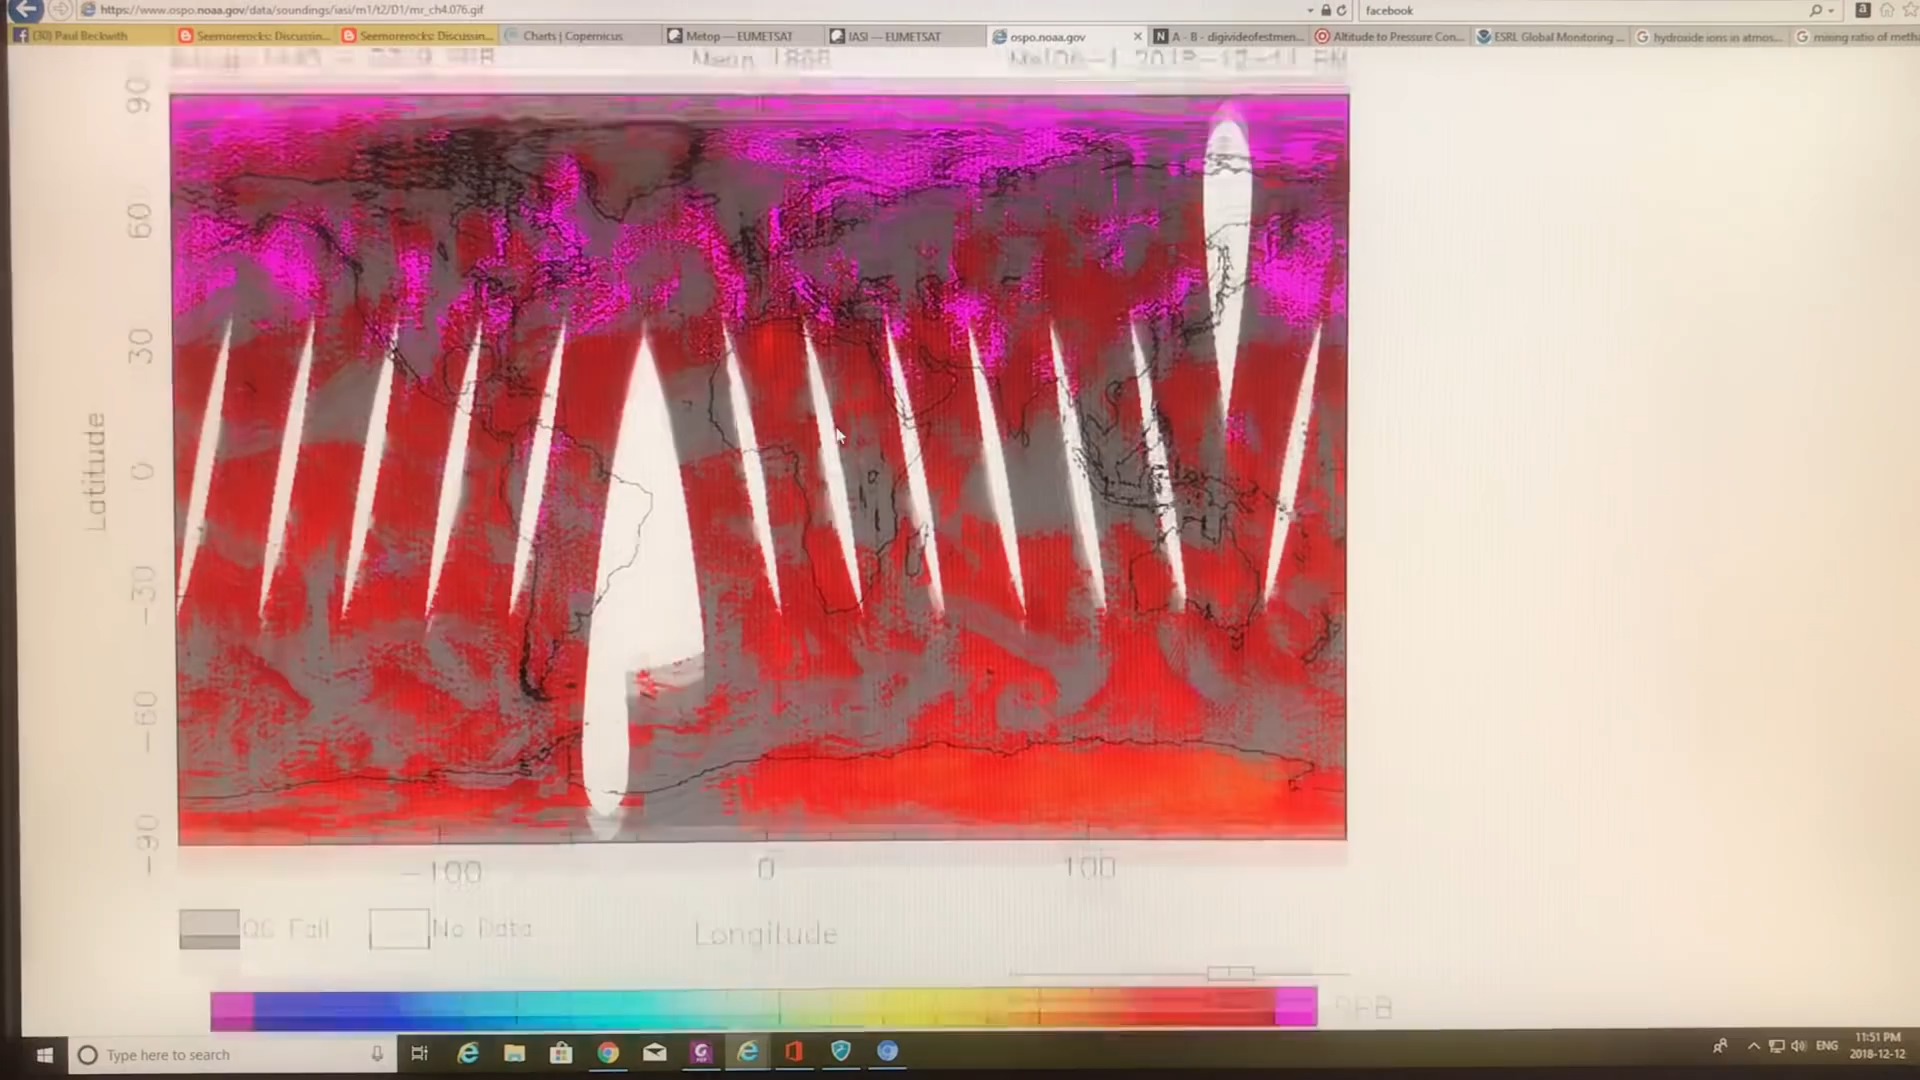 https://www.ospo.noaa.gov/data/soundings/iasi/m1/t2/D1/mr_ch4.076.gif
facebook
(30) Paul Beckwith
Seemorerocks: Discussin...
Seemorerocks: Discussin...
Charts | Copernicus
Metop — EUMETSAT
IASI — EUMETSAT
ospo.noaa.gov
A - B - digivideofestmen...
Altitude to Pressure Con...
ESRL Global Monitoring ...
hydroxide ions in atmos...
mixing ratio of metha
Mean 1868
90
60
30
0
-30
-60
-90
Latitude
-100
0
100
QC Fail
No Data
Longitude
PPB
Type here to search
ENG
11:51 PM
2018-12-12